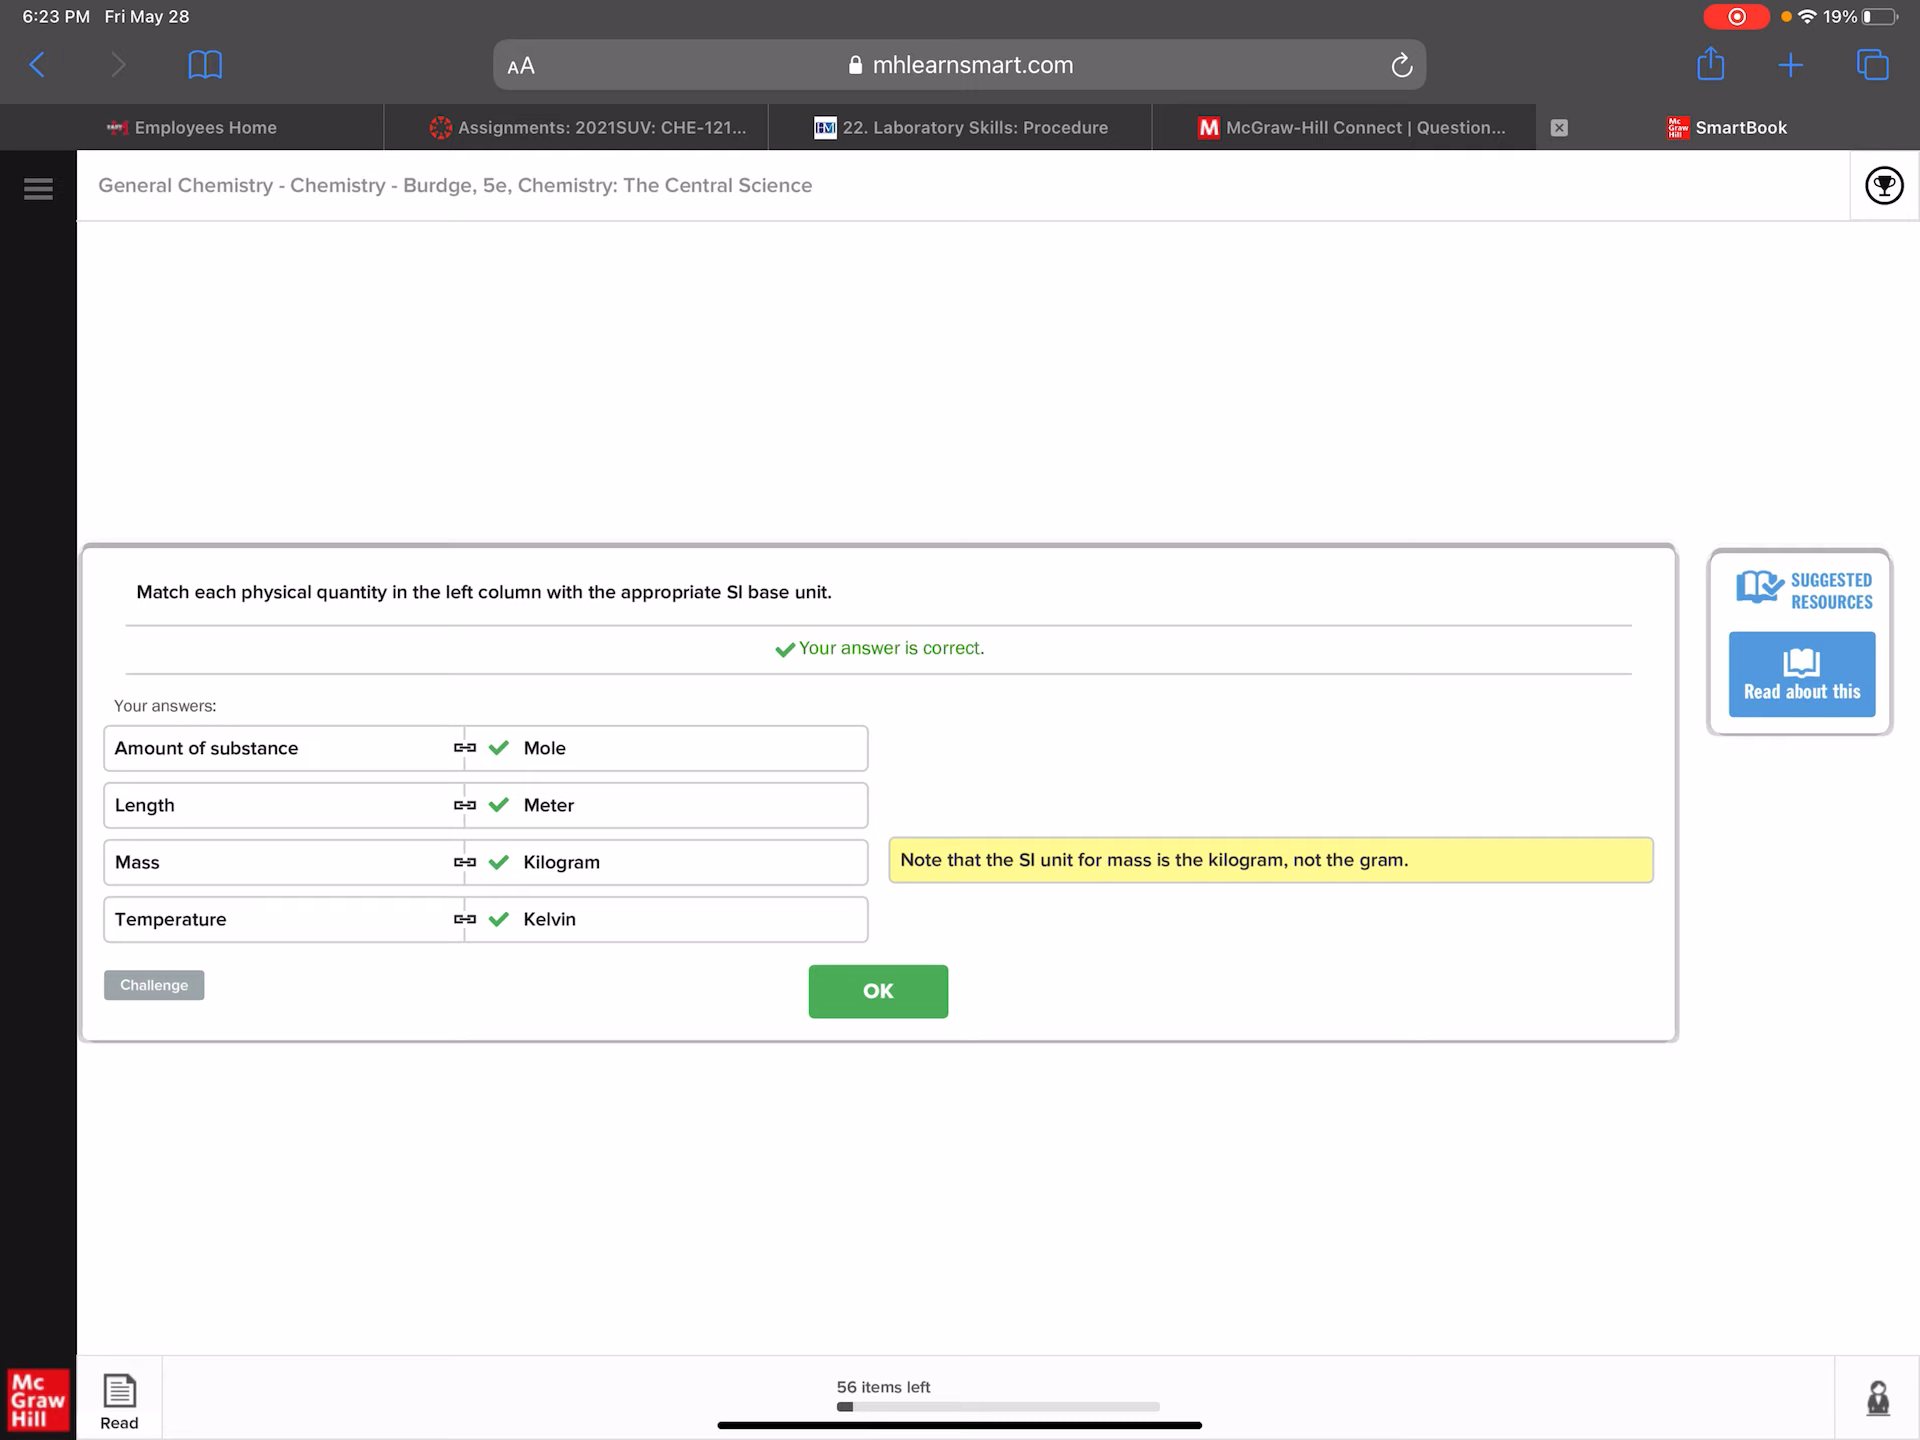 6:23 PM Fri May 28
19%
AA
mhlearnsmart.com
Employees Home
Assignments: 2021SUV: CHE-121...
22. Laboratory Skills: Procedure
McGraw-Hill Connect | Question...
SmartBook
General Chemistry - Chemistry - Burdge, 5e, Chemistry: The Central Science
Match each physical quantity in the left column with the appropriate SI base unit.
Your answer is correct.
Your answers:
Amount of substance Mole
Length Meter
Mass Kilogram
Note that the SI unit for mass is the kilogram, not the gram.
Temperature Kelvin
Challenge
OK
SUGGESTED
RESOURCES
Read about this
Mc
Graw
Hill
Read
56 items left